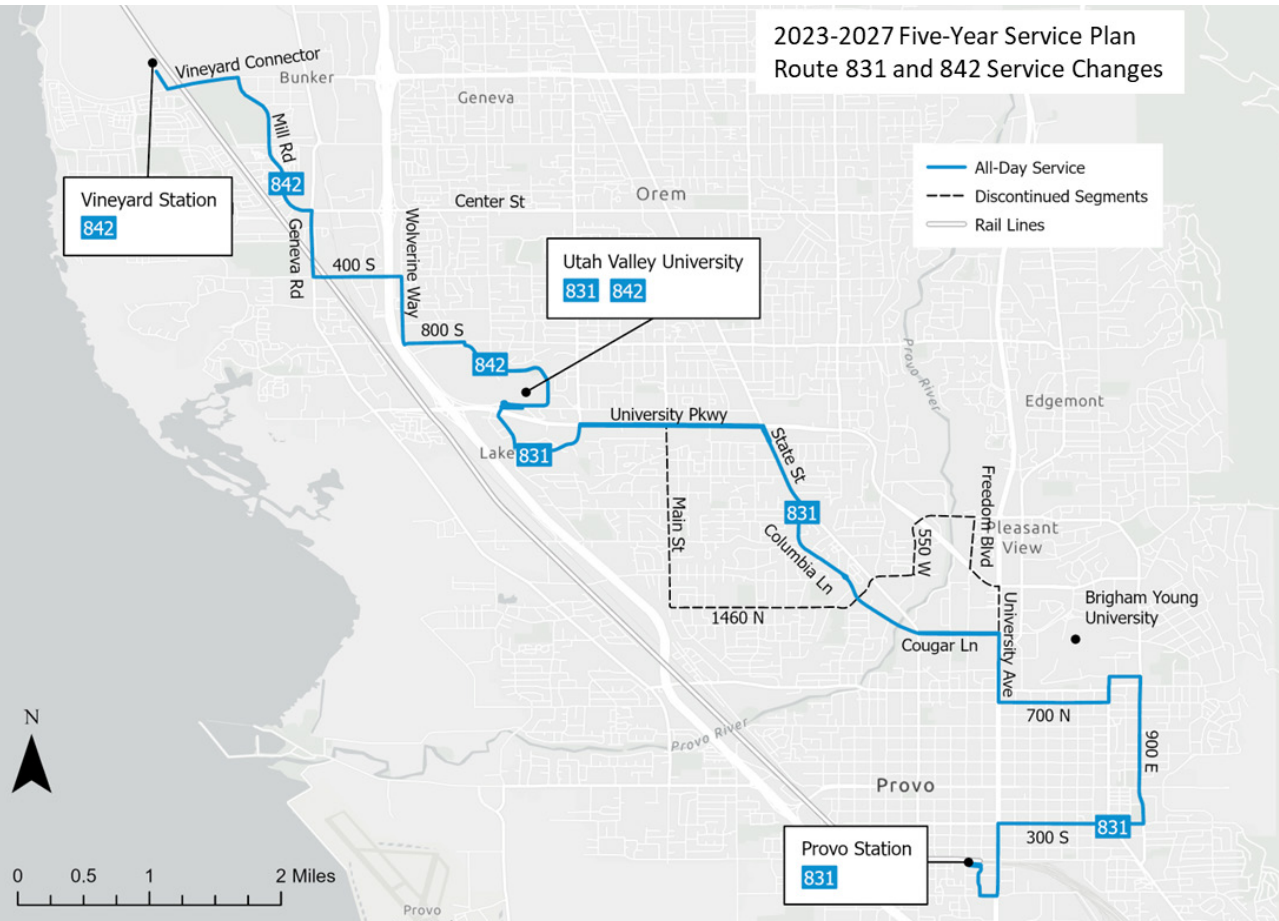 2023-2027 Five-Year Service Plan
Route 831 and 842 Service Changes
Vineyard Connector
Bunker
Geneva
Mill Rd
All-Day Service
Discontinued Segments
Rail Lines
842
Vineyard Station
842
Center St
Orem
Geneva Rd
Wolverine Way
400 S
Utah Valley University
831 842
800 S
842
Provo River
Edgemont
University Pkwy
Lake
831
State St
Main St
831
Columbia Ln
550 W
Freedom Blvd
Pleasant
View
Brigham Young
University
1460 N
Cougar Ln
University Ave
700 N
N
Provo River
900 E
Provo
300 S
831
Provo Station
831
0 0.5 1 2 Miles
Provo